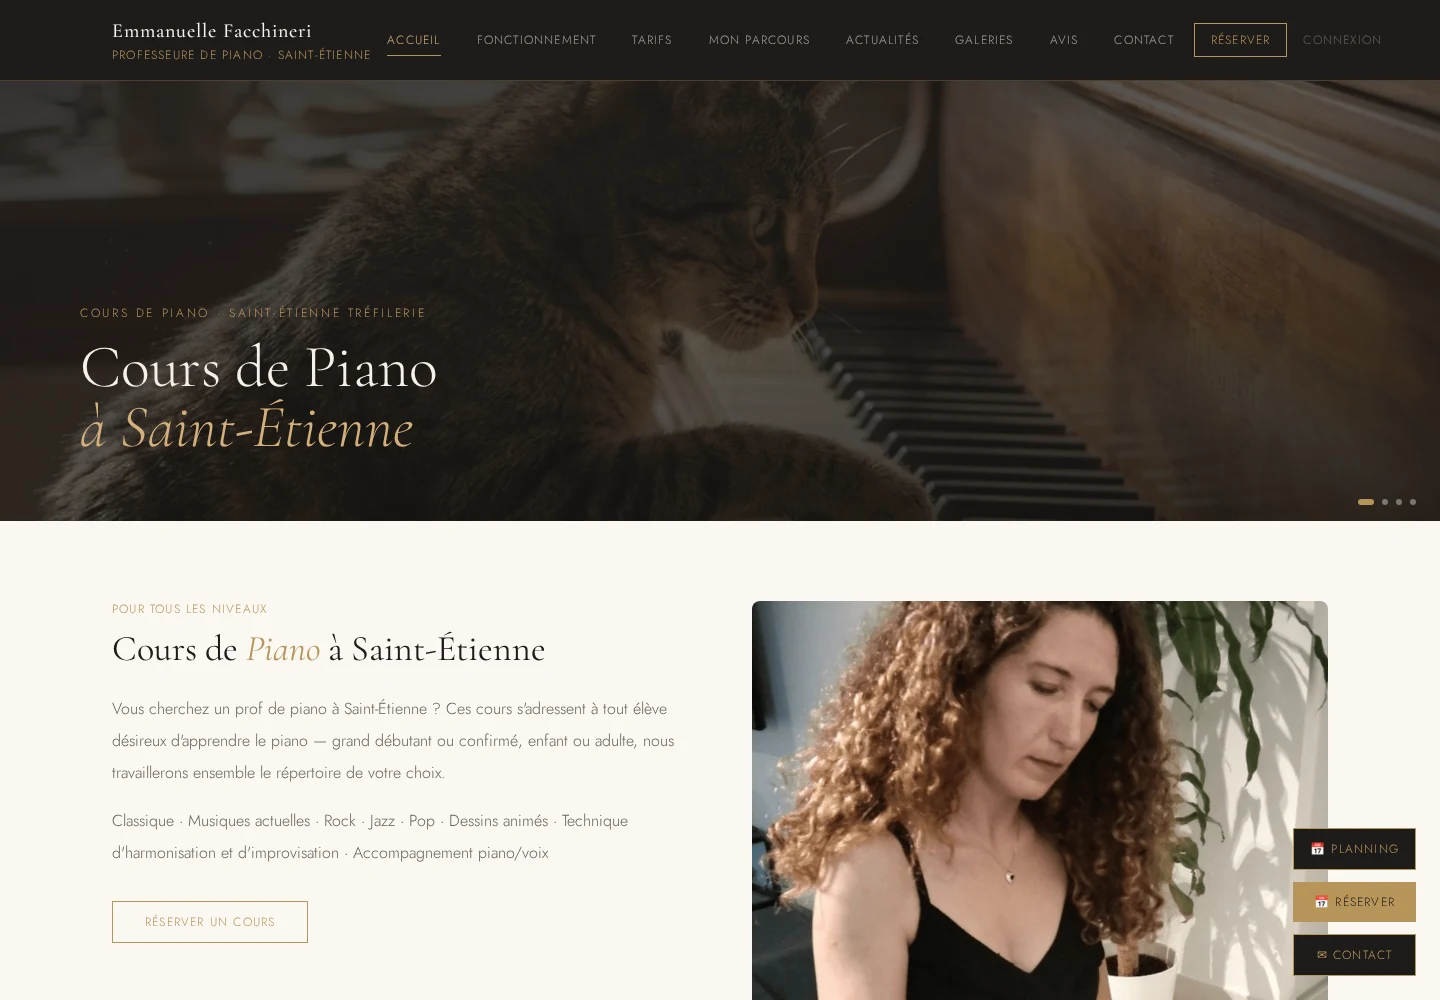 Emmanuelle Facchineri
PROFESSEURE DE PIANO · SAINT-ÉTIENNE
ACCUEIL
FONCTIONNEMENT
TARIFS
MON PARCOURS
ACTUALITÉS
GALERIES
AVIS
CONTACT
RÉSERVER
CONNEXION
COURS DE PIANO · SAINT-ÉTIENNE TRÉFILERIE
Cours de Piano
à Saint-Étienne
POUR TOUS LES NIVEAUX
Cours de Piano à Saint-Étienne
Vous cherchez un prof de piano à Saint-Étienne ? Ces cours s'adressent à tout élève
désireux d'apprendre le piano — grand débutant ou confirmé, enfant ou adulte, nous
travaillerons ensemble le répertoire de votre choix.
Classique · Musiques actuelles · Rock · Jazz · Pop · Dessins animés · Technique
d'harmonisation et d'improvisation · Accompagnement piano/voix
RÉSERVER UN COURS
📅 PLANNING
📅 RÉSERVER
✉ CONTACT